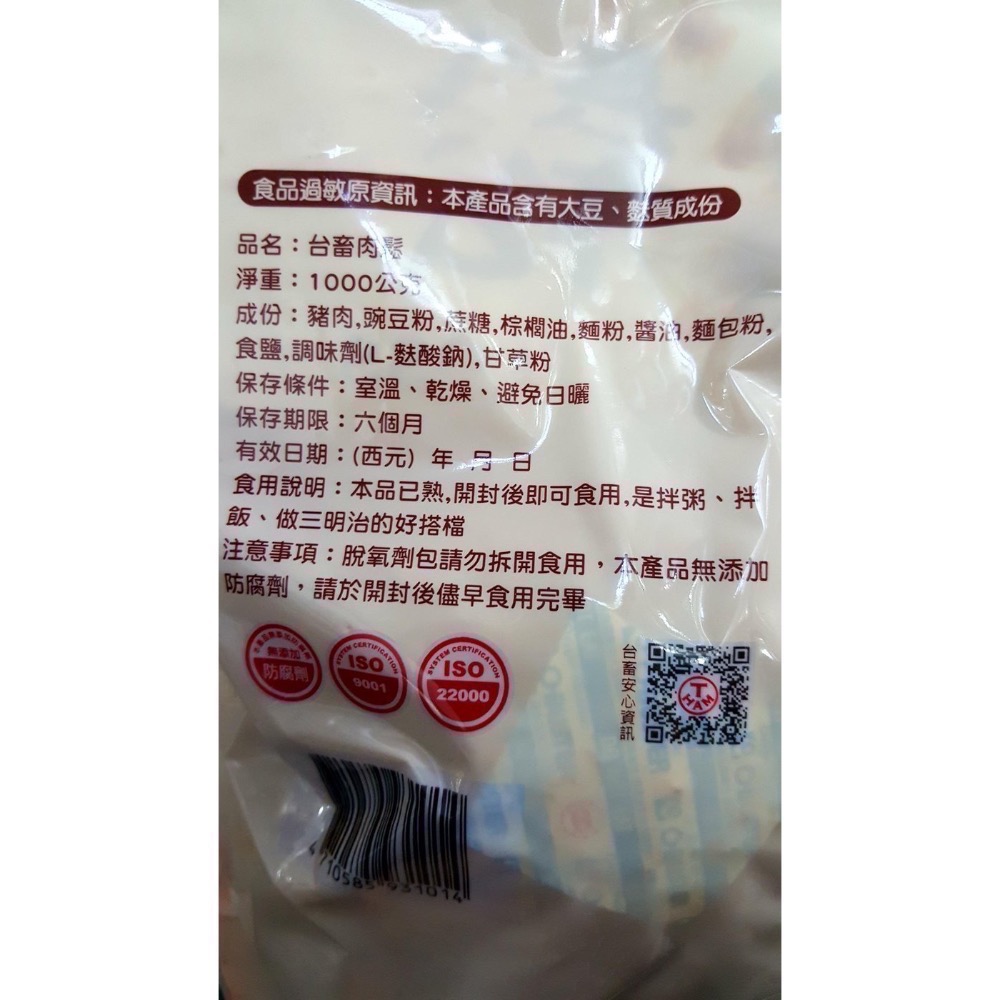 食品過敏原資訊：本產品含有大豆、麩質成份
品名：台畜肉鬆
淨重：1000公克
成份：豬肉,豌豆粉,蔗糖,棕櫚油,麵粉,醬油,麵包粉,
食鹽,調味劑(L-麩酸鈉),甘草粉
保存條件：室溫、乾燥、避免日曬
保存期限：六個月
有效日期：(西元) 年 月 日
食用說明：本品已熟,開封後即可食用,是拌粥、拌
飯、做三明治的好搭檔
注意事項：脫氧劑包請勿拆開食用，本產品無添加
防腐劑，請於開封後儘早食用完畢
無添加
防腐劑
SYSTEM CERTIFICATION
ISO
9001
SYSTEM CERTIFICATION
ISO
22000
台畜安心資訊
T
HAM
4 710585 931014